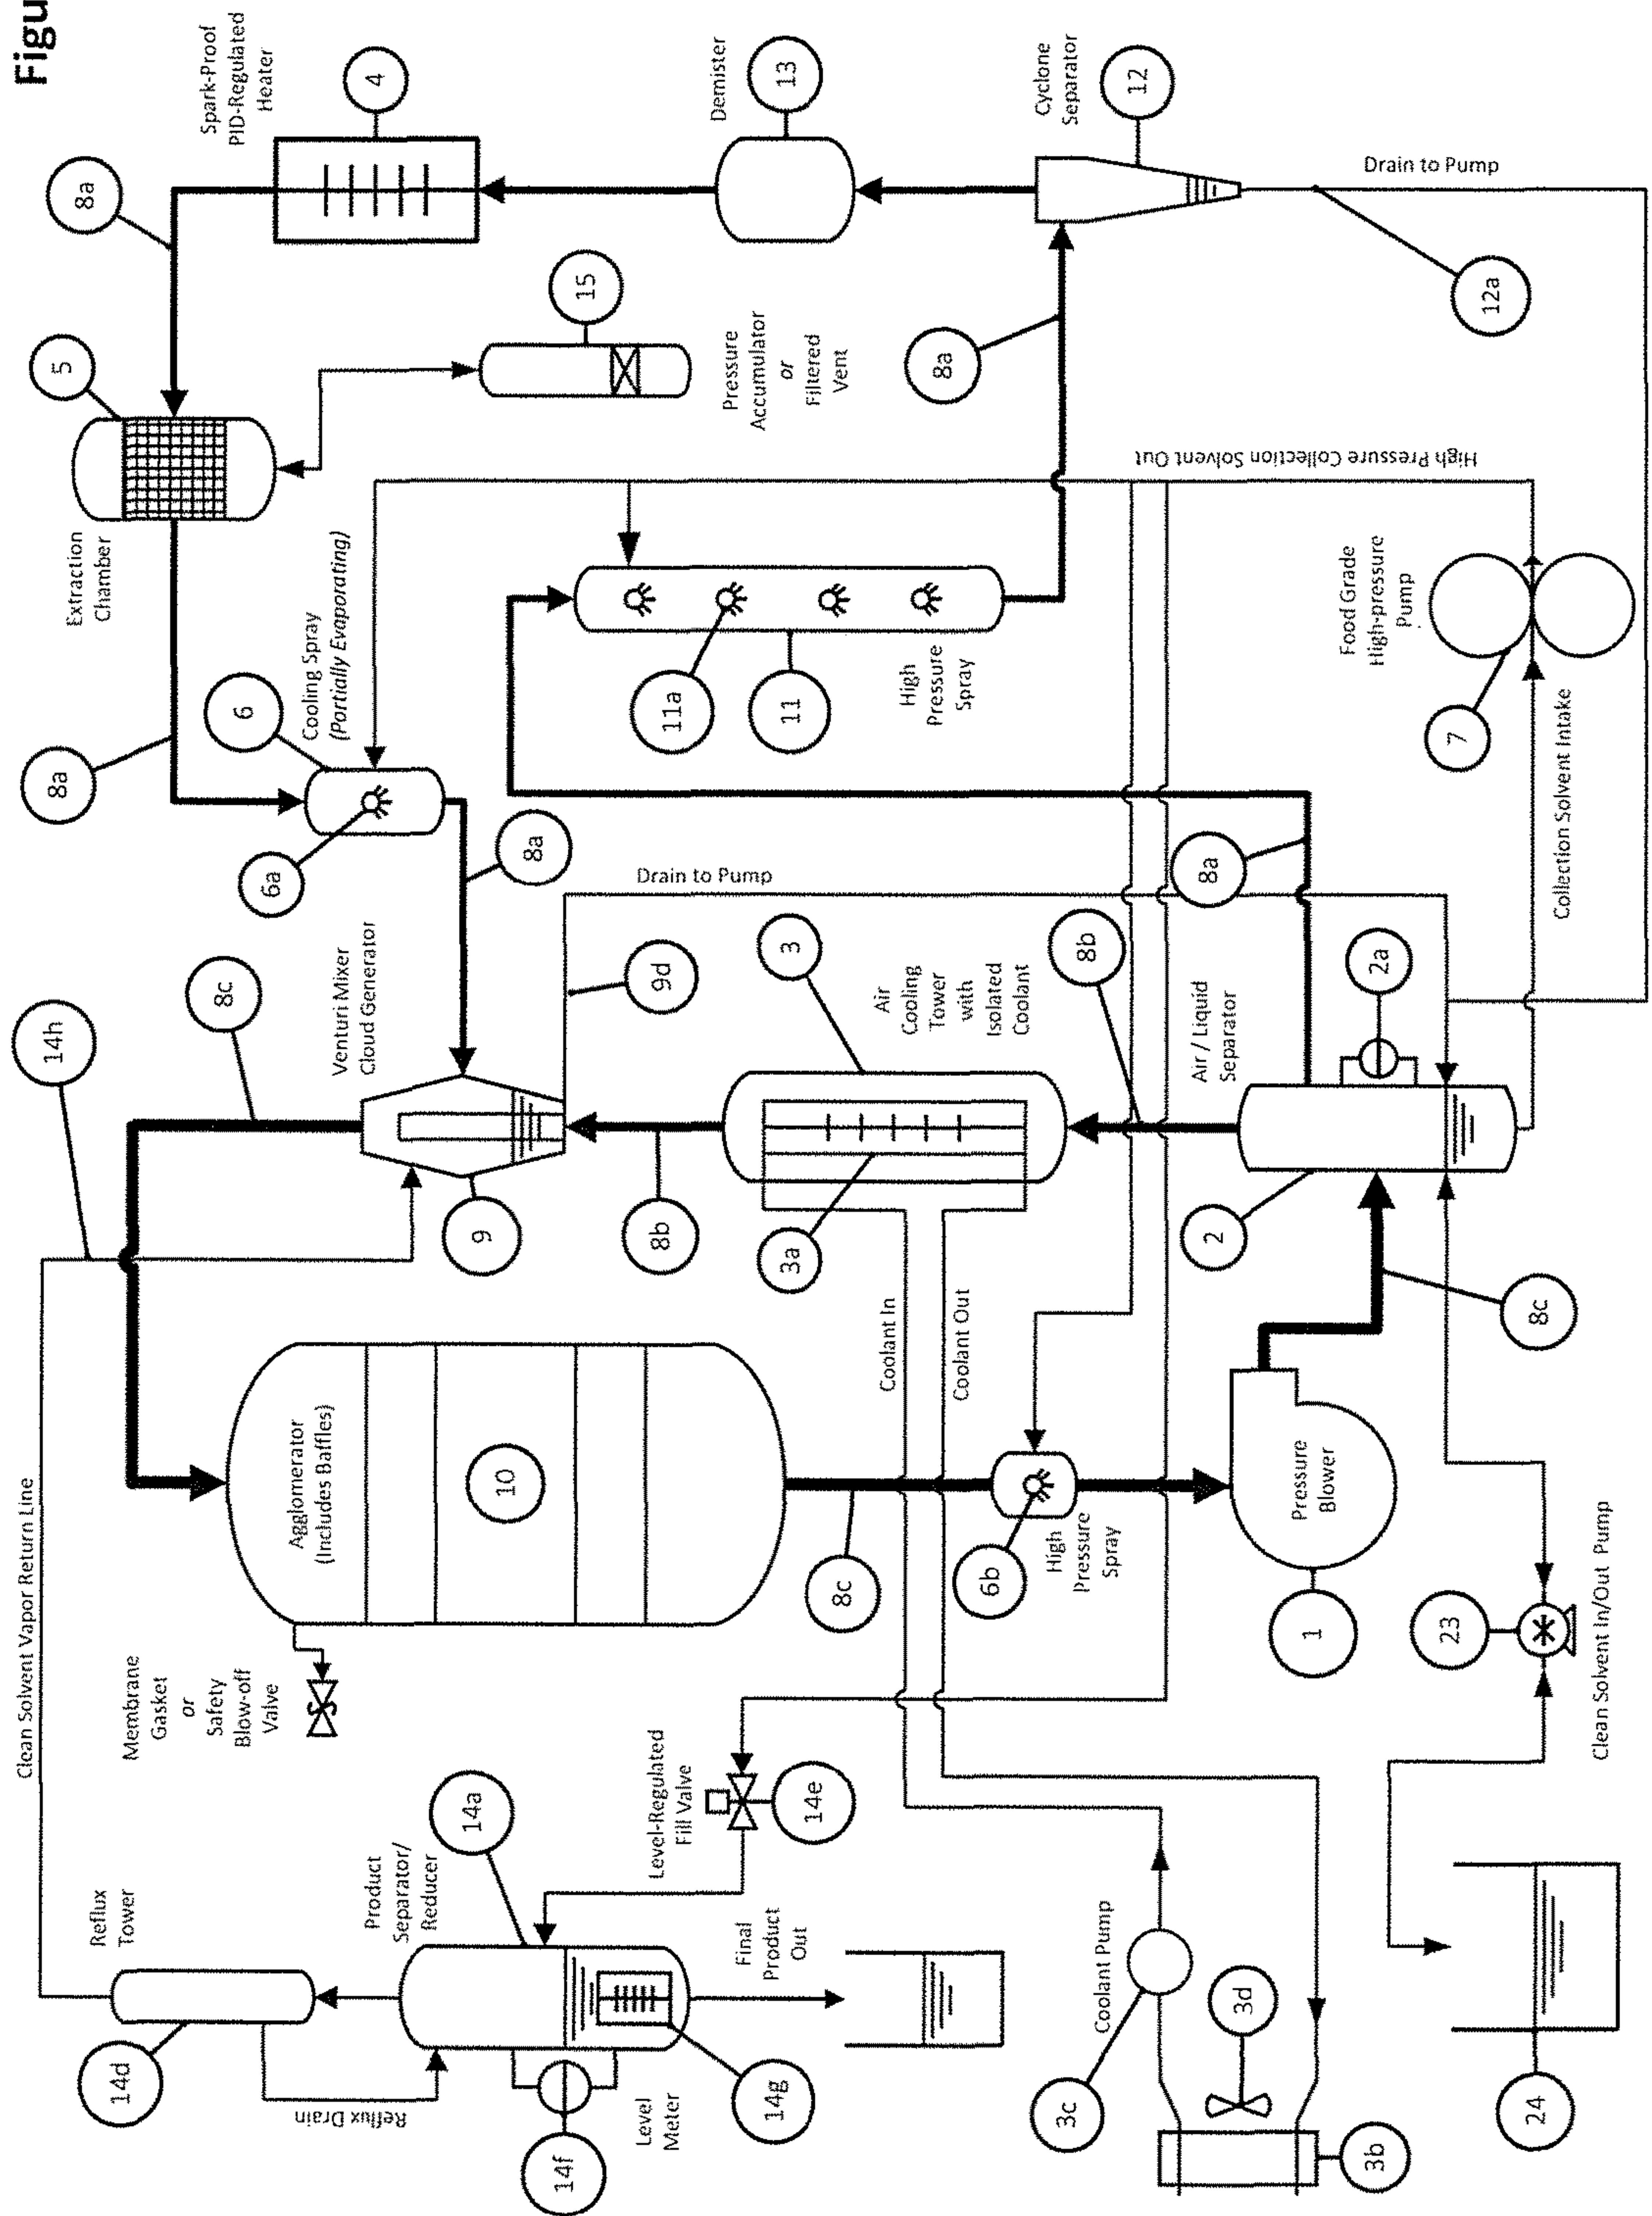 Figu
Clean Solvent Vapor Return Line
14h
8a
5
8a
Reflux
Tower
14d
Reflux Drain
Membrane
Gasket
or
Safety
Blow-off
Valve
8c
Extraction
Chamber
Spark-Proof
PID-Regulated
Heater
4
Agglomerator
(Includes Baffles)
10
Venturi Mixer
Cloud Generator
9
6
6a
Cooling Spray
(Partially Evaporating)
8a
15
Pressure
Accumulator
or
Filtered
Vent
Product
Separator/
Reducer
14a
14f
Level
Meter
14g
Final
Product
Out
Level-Regulated
Fill Valve
14e
8b
9d
Drain to Pump
11a
11
High
Pressure
Spray
Demister
13
8c
3a
3
Air
Cooling
Tower
with
Isolated
Coolant
Coolant In
Coolant Out
8a
6b
High
Pressure
Spray
8b
Cyclone
Separator
12
3c
Coolant Pump
3d
3b
1
Pressure
Blower
2
Air / Liquid
Separator
2a
8a
High Pressure Collection Solvent Out
Food Grade
High-pressure
Pump
7
Drain to Pump
12a
23
8c
Collection Solvent Intake
24
Clean Solvent In/Out Pump